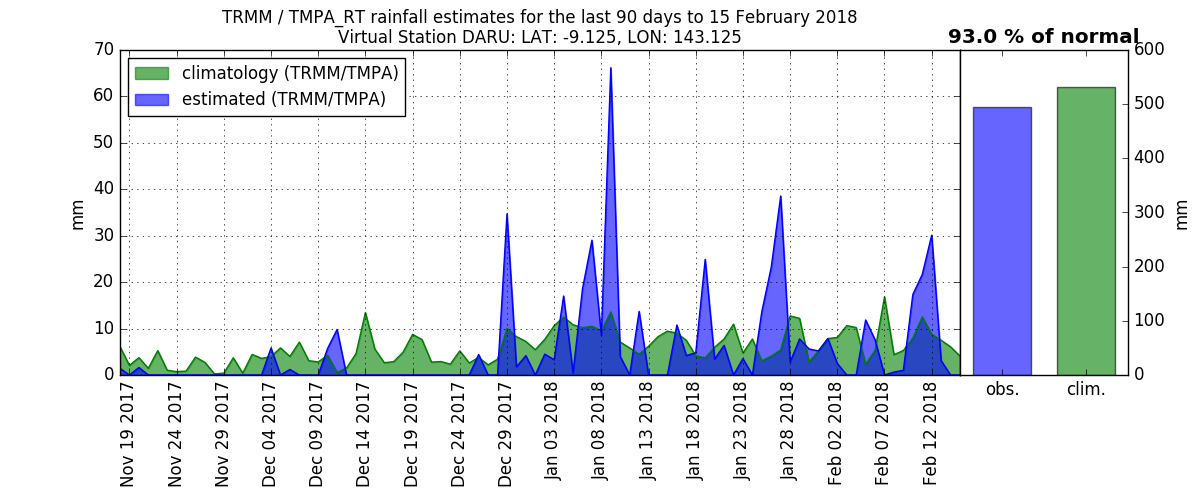 TRMM / TMPA_RT rainfall estimates for the last 90 days to 15 February 2018
Virtual Station DARU: LAT: -9.125, LON: 143.125
93.0 % of normal
climatology (TRMM/TMPA)
estimated (TRMM/TMPA)
mm
70
60
50
40
30
20
10
0
Nov 19 2017
Nov 24 2017
Nov 29 2017
Dec 04 2017
Dec 09 2017
Dec 14 2017
Dec 19 2017
Dec 24 2017
Dec 29 2017
Jan 03 2018
Jan 08 2018
Jan 13 2018
Jan 18 2018
Jan 23 2018
Jan 28 2018
Feb 02 2018
Feb 07 2018
Feb 12 2018
obs.
clim.
600
500
400
300
200
100
0
mm